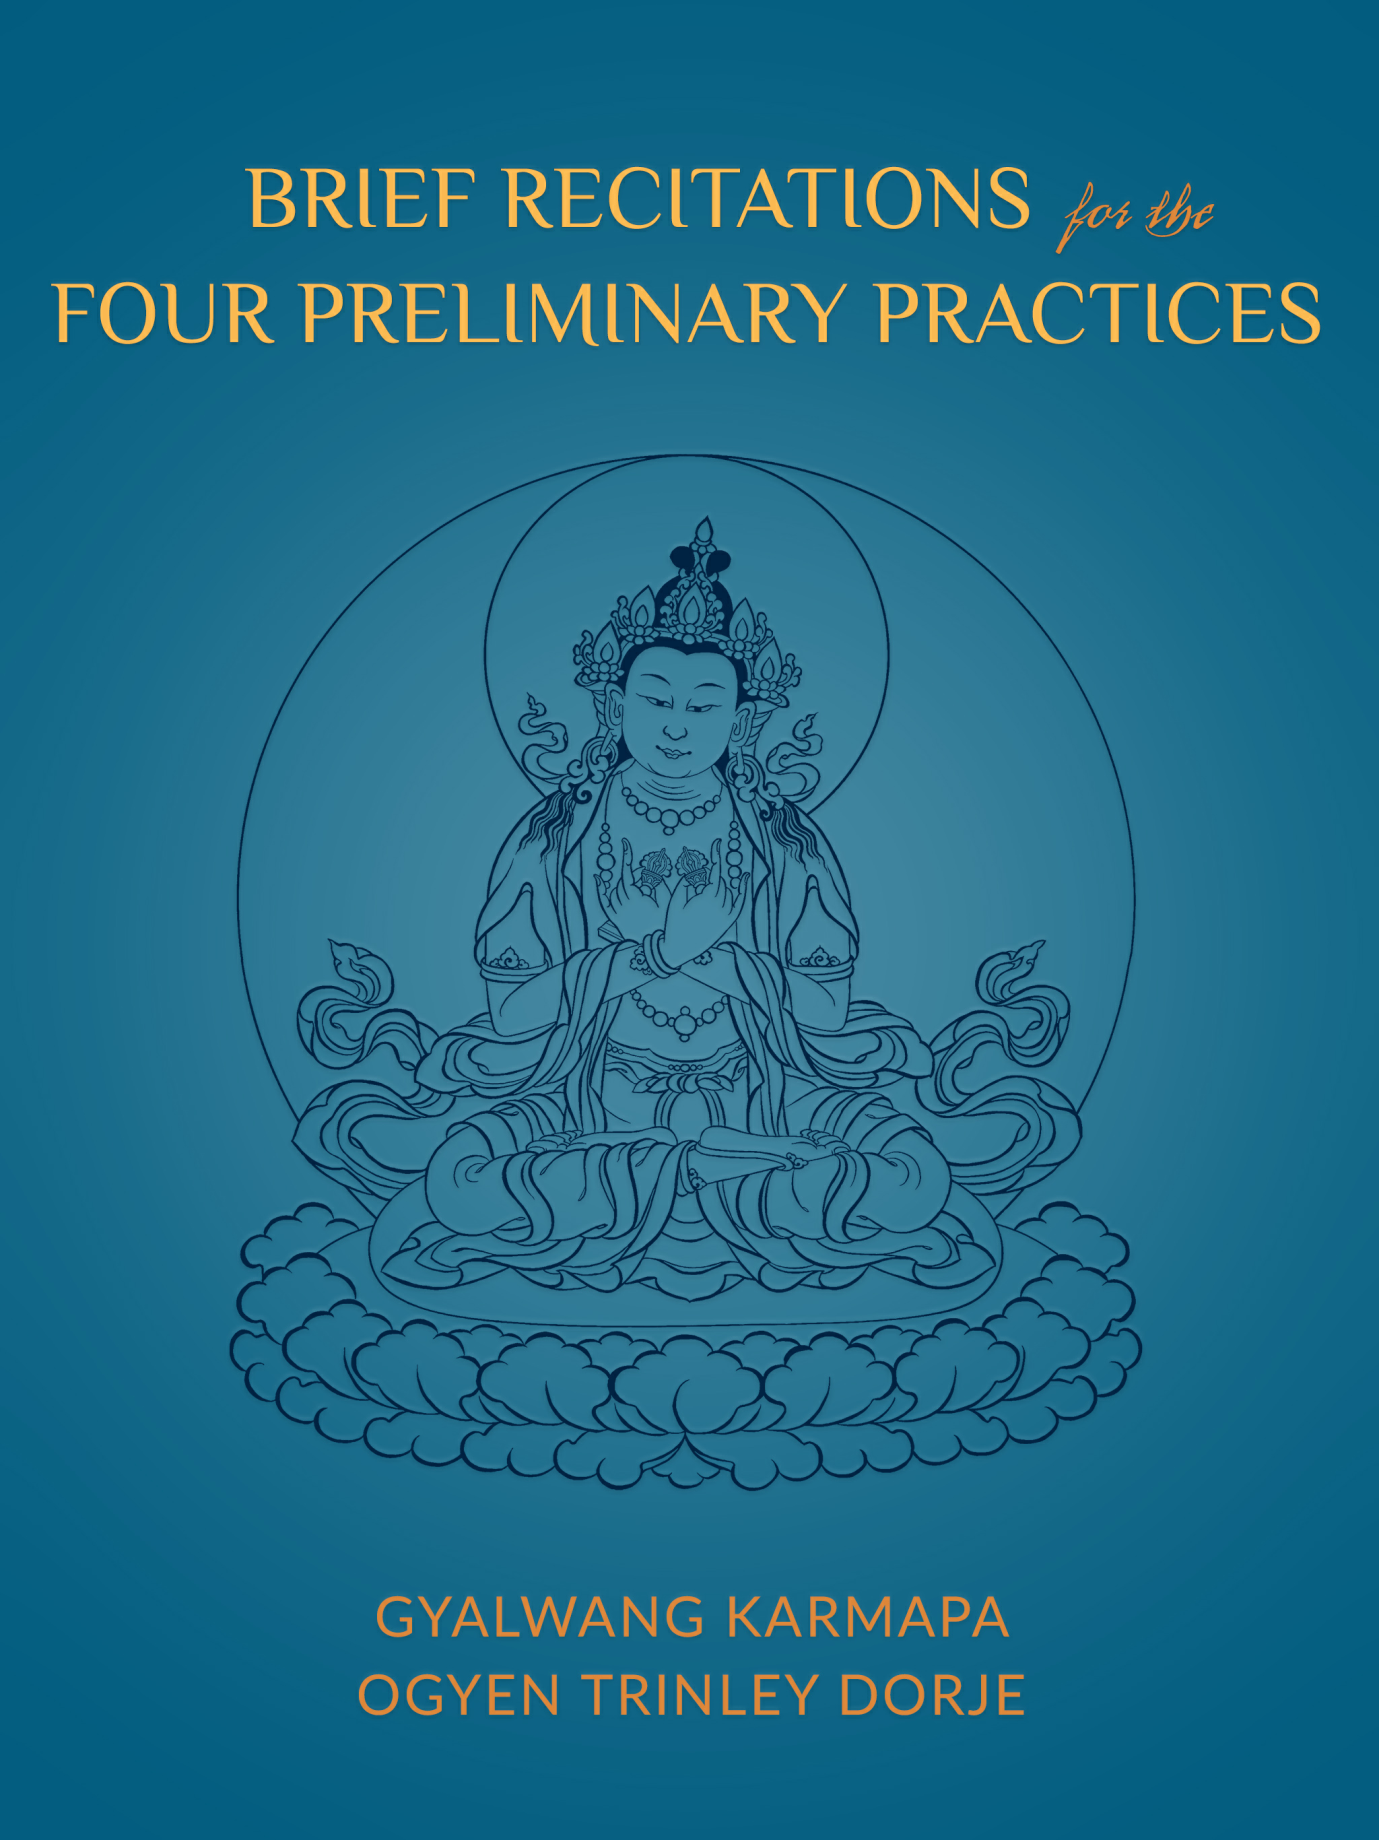 BRIEF RECITATIONS for the
FOUR PRELIMINARY PRACTICES
GYALWANG KARMAPA
OGYEN TRINLEY DORJE